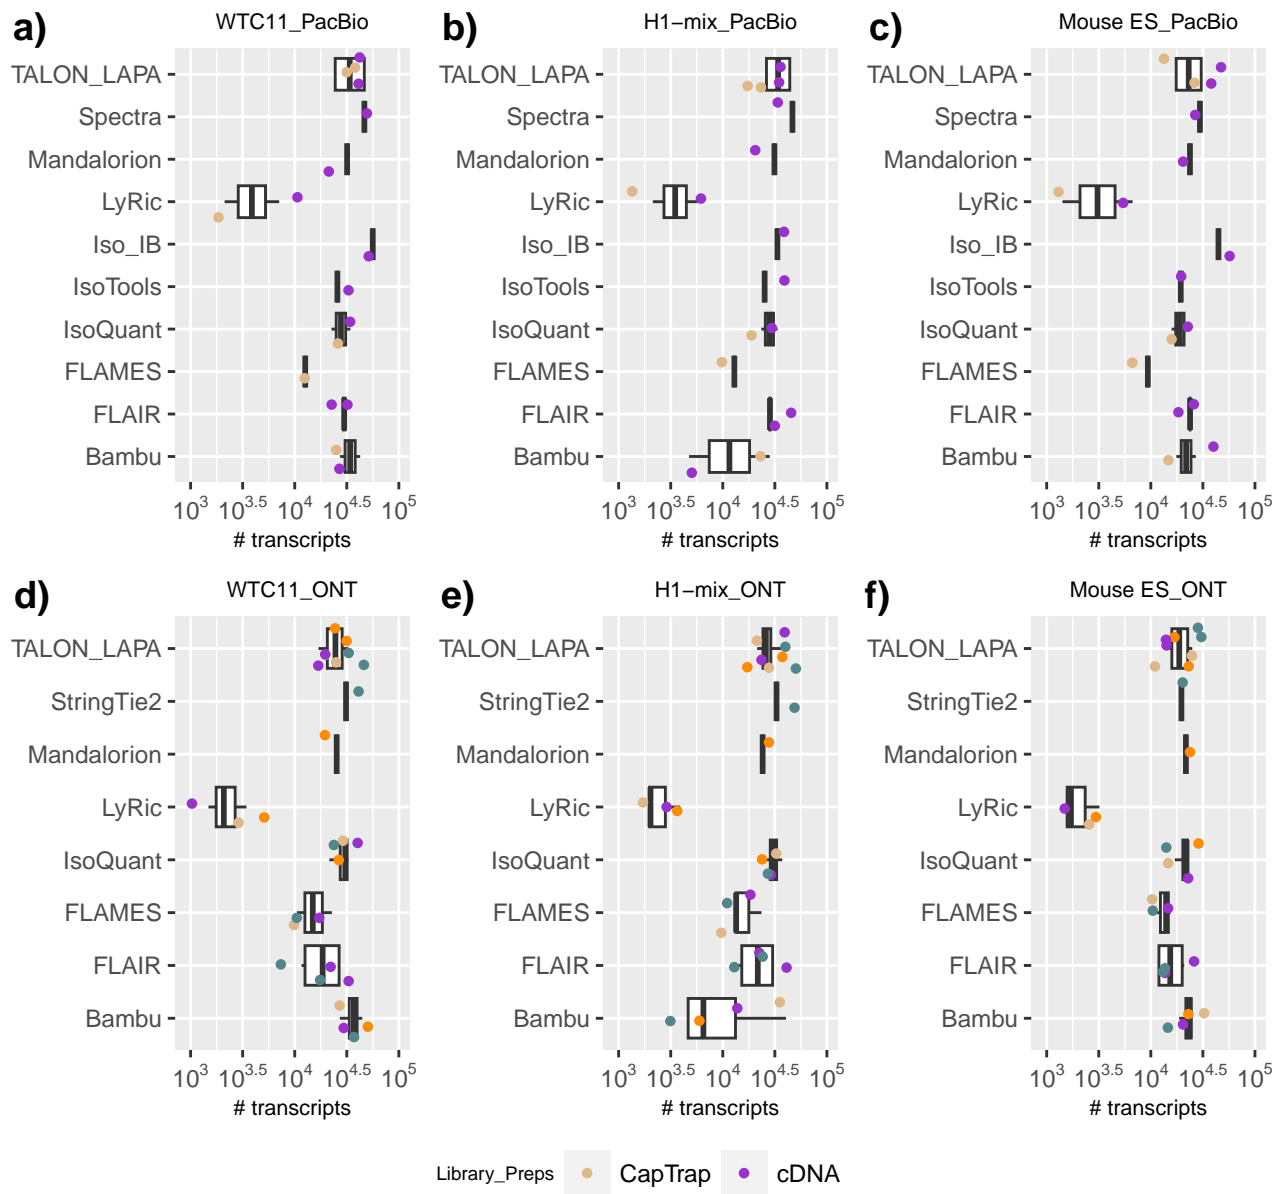 a)
WTC11_PacBio
TALON_LAPA
Spectra
Mandalorion
LyRic
Iso_IB
IsoTools
IsoQuant
FLAMES
FLAIR
Bambu
10^3 10^3.5 10^4 10^4.5 10^5
# transcripts
b)
H1−mix_PacBio
TALON_LAPA
Spectra
Mandalorion
LyRic
Iso_IB
IsoTools
IsoQuant
FLAMES
FLAIR
Bambu
10^3 10^3.5 10^4 10^4.5 10^5
# transcripts
c)
Mouse ES_PacBio
TALON_LAPA
Spectra
Mandalorion
LyRic
Iso_IB
IsoTools
IsoQuant
FLAMES
FLAIR
Bambu
10^3 10^3.5 10^4 10^4.5 10^5
# transcripts
d)
WTC11_ONT
TALON_LAPA
StringTie2
Mandalorion
LyRic
IsoQuant
FLAMES
FLAIR
Bambu
10^3 10^3.5 10^4 10^4.5 10^5
# transcripts
e)
H1−mix_ONT
TALON_LAPA
StringTie2
Mandalorion
LyRic
IsoQuant
FLAMES
FLAIR
Bambu
10^3 10^3.5 10^4 10^4.5 10^5
# transcripts
f)
Mouse ES_ONT
TALON_LAPA
StringTie2
Mandalorion
LyRic
IsoQuant
FLAMES
FLAIR
Bambu
10^3 10^3.5 10^4 10^4.5 10^5
# transcripts
Library_Preps CapTrap cDNA